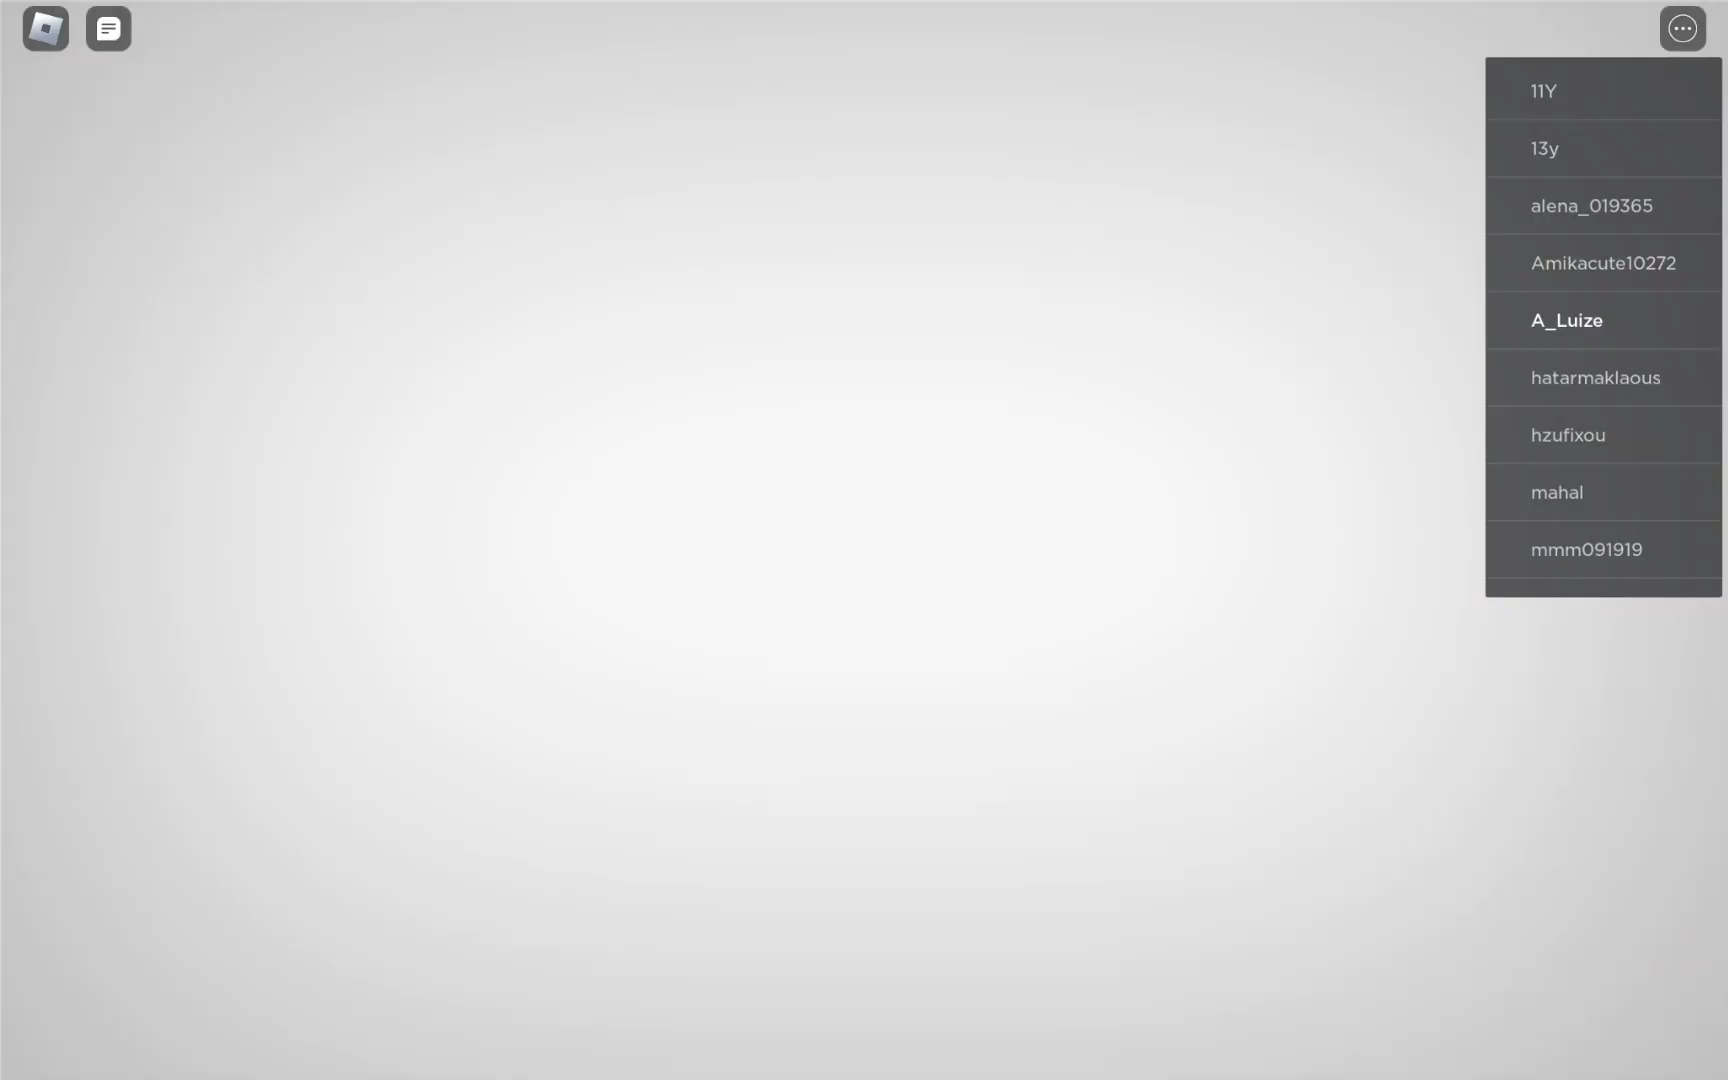 11Y
13y
alena_019365
Amikacute10272
A_Luize
hatarmaklaous
hzufixou
mahal
mmm091919